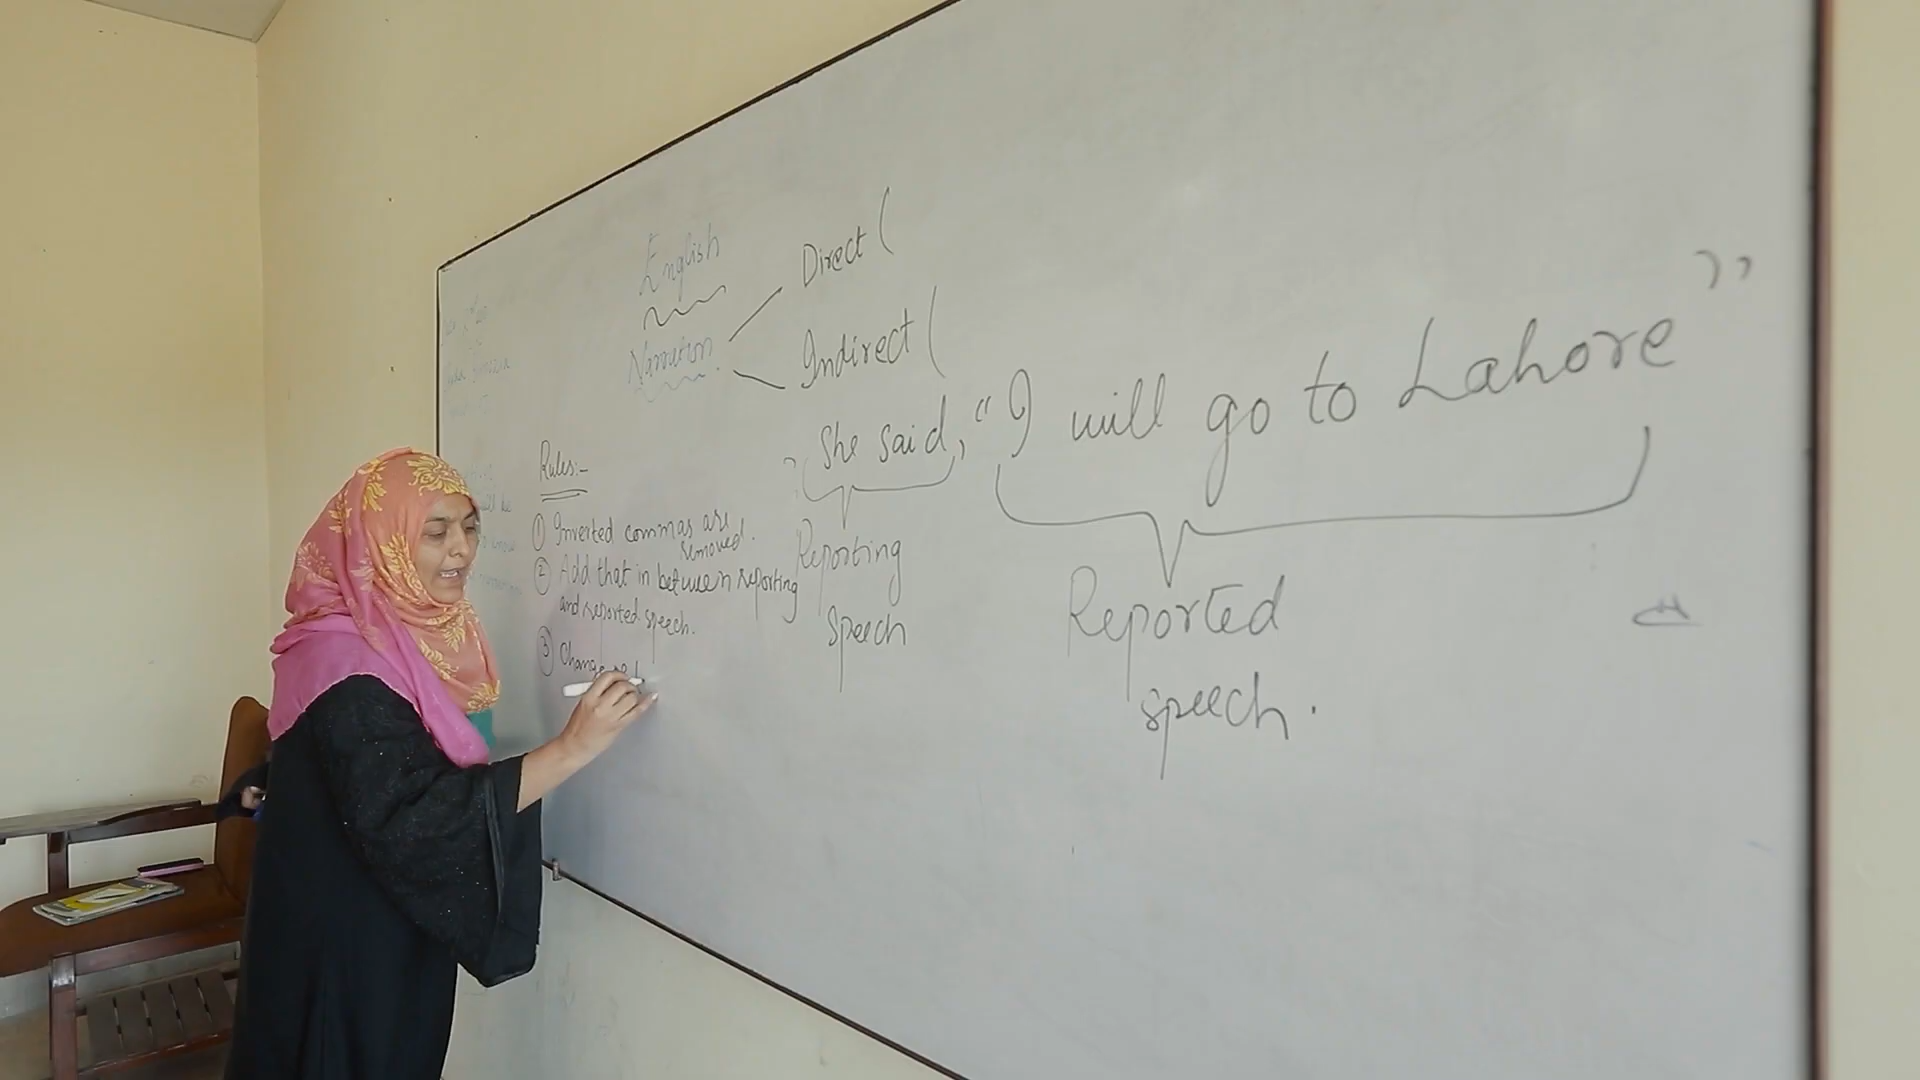 English
Narration
Direct (
Indirect (
She said, "I will go to Lahore"
Reporting
Speech
Reported
speech.
Rules:-
① Inverted commas are
removed.
② Add that in between reporting
and reported speech.
③ Change